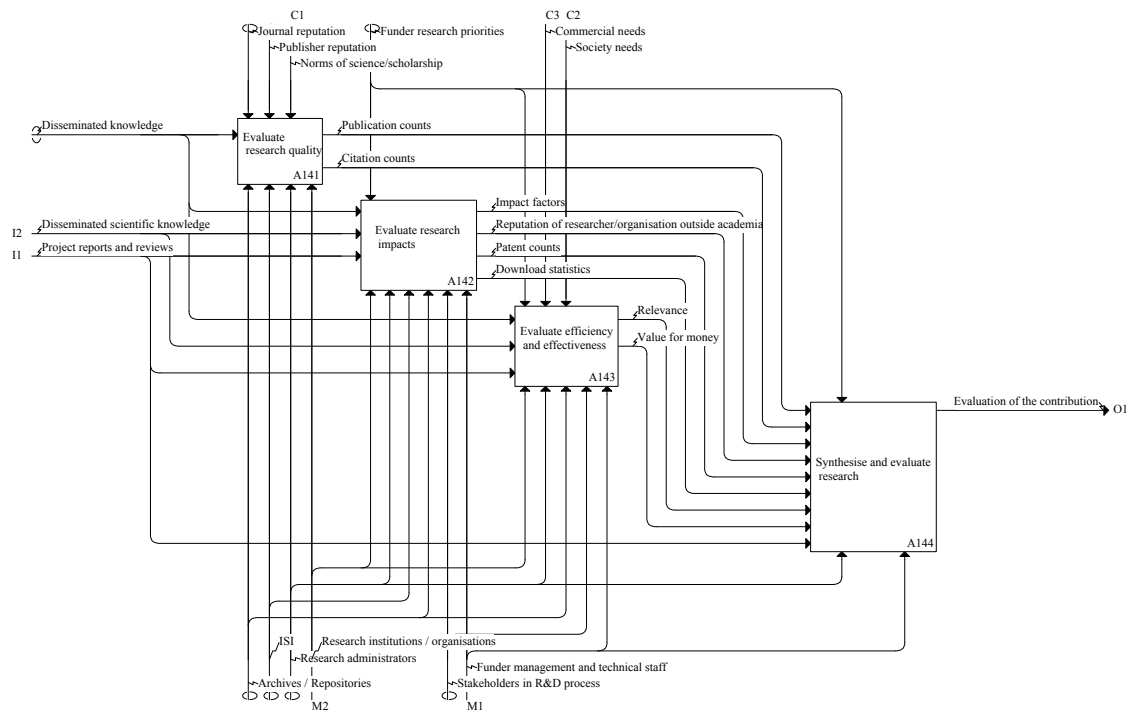 C1
C3 C2
Journal reputation
Funder research priorities
Commercial needs
Publisher reputation
Society needs
Norms of science/scholarship
Disseminated knowledge
Publication counts
Evaluate
research quality
A141
Citation counts
Impact factors
I2
Disseminated scientific knowledge
Evaluate research
impacts
A142
Reputation of researcher/organisation outside academia
I1
Project reports and reviews
Patent counts
Download statistics
Relevance
Evaluate efficiency
and effectiveness
A143
Value for money
Evaluation of the contribution
O1
Synthesise and evaluate
research
A144
ISI
Research institutions / organisations
Research administrators
Funder management and technical staff
Archives / Repositories
Stakeholders in R&D process
M2
M1